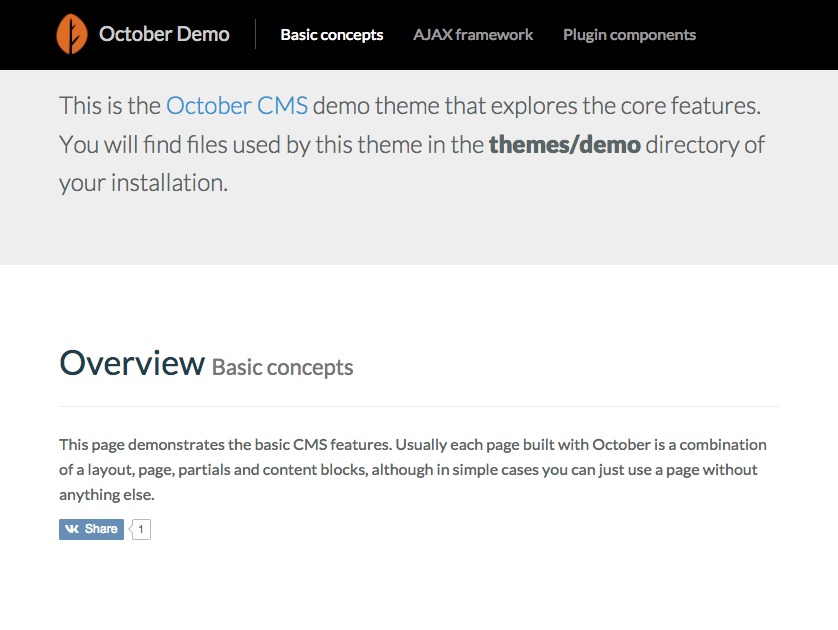 October Demo Basic concepts AJAX framework Plugin components
This is the October CMS demo theme that explores the core features.
You will find files used by this theme in the themes/demo directory of
your installation.
Overview Basic concepts
This page demonstrates the basic CMS features. Usually each page built with October is a combination
of a layout, page, partials and content blocks, although in simple cases you can just use a page without
anything else.
Share 1